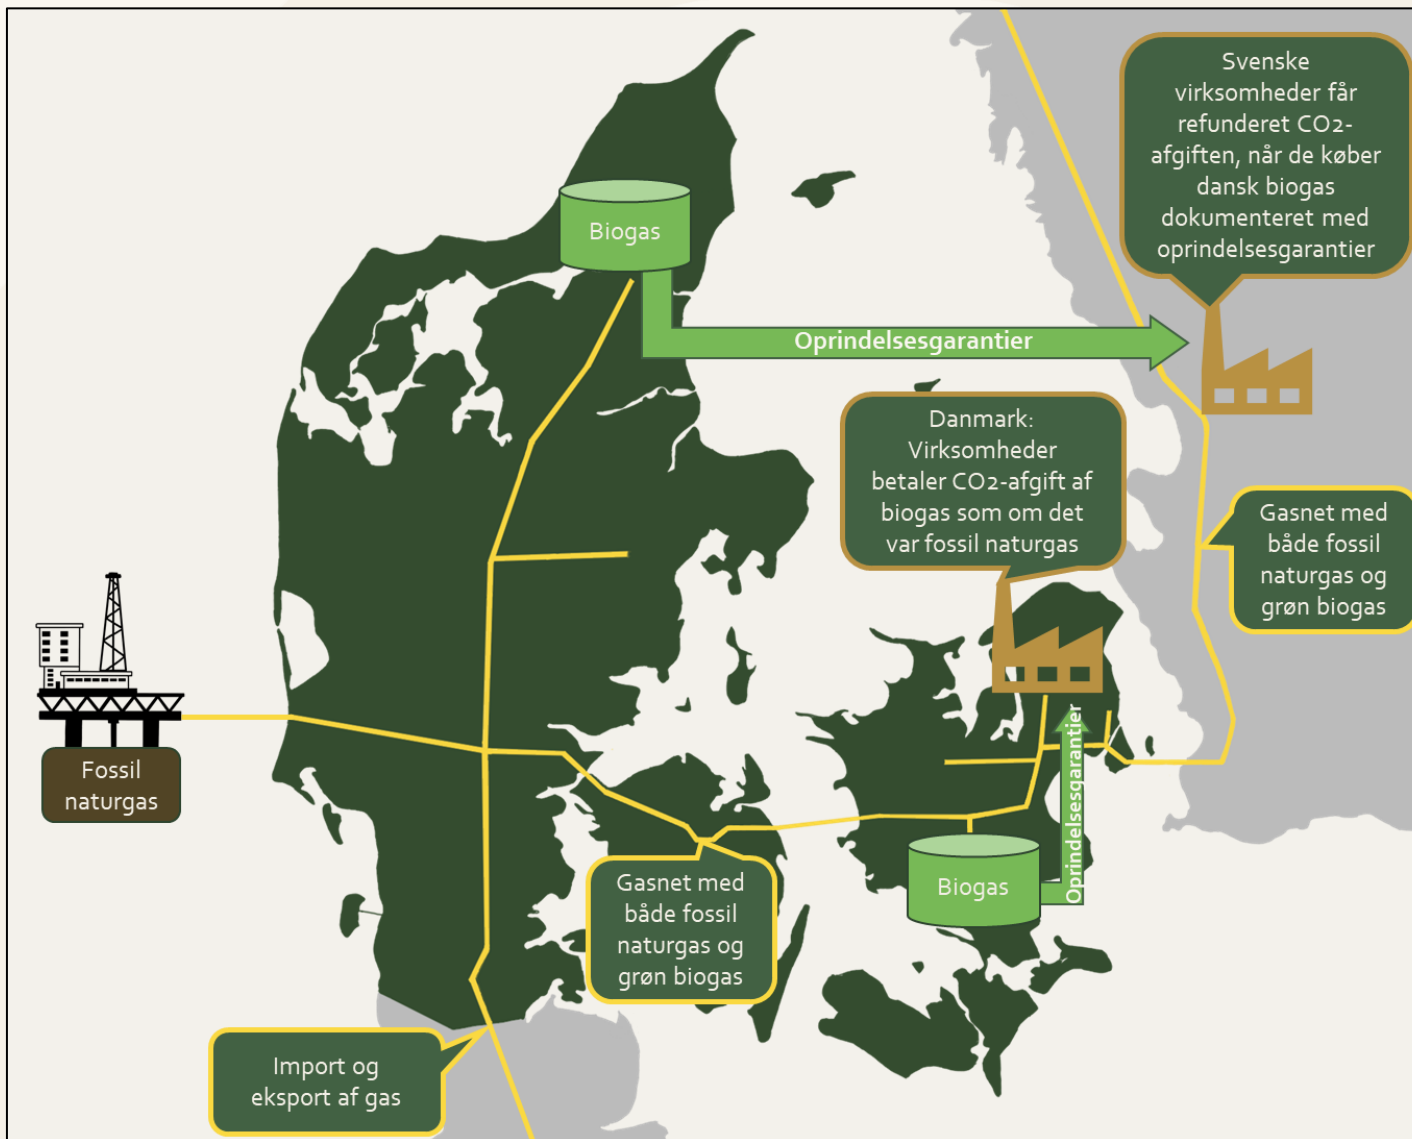 Svenske
virksomheder får
refunderet CO2-
afgiften, når de køber
dansk biogas
dokumenteret med
oprindelsesgarantier
Biogas
Oprindelsesgarantier
Danmark:
Virksomheder
betaler CO2-afgift af
biogas som om det
var fossil naturgas
Gasnet med
både fossil
naturgas og
grøn biogas
Fossil
naturgas
Oprindelsesgarantier
Biogas
Gasnet med
både fossil
naturgas og
grøn biogas
Import og
eksport af gas